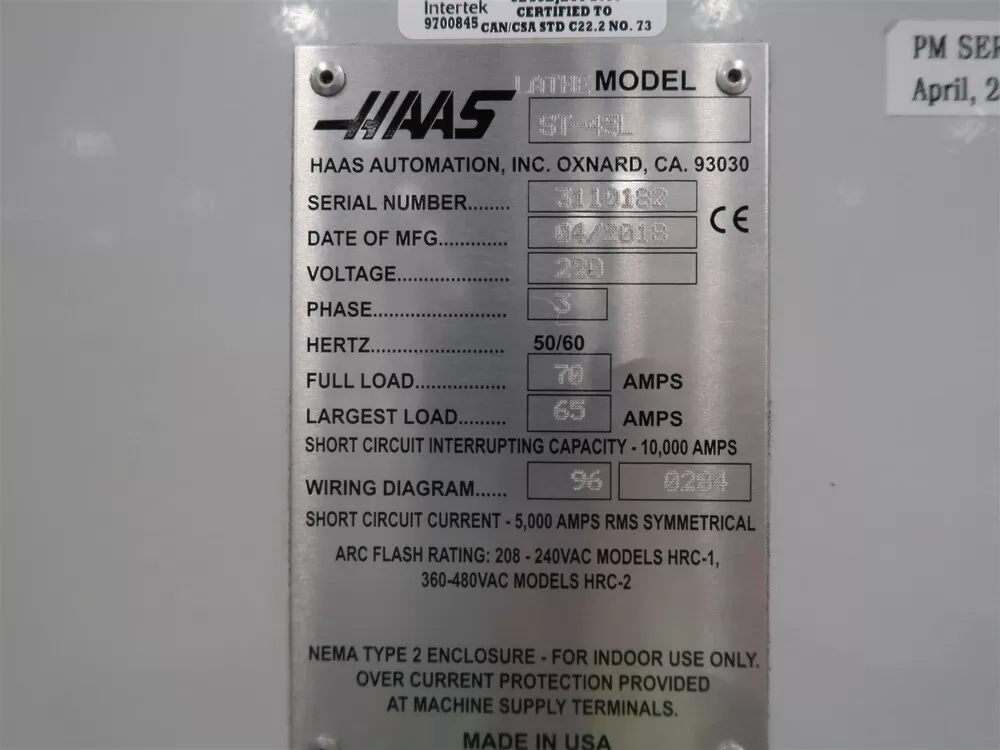 Intertek
9700845
CERTIFIED TO
CAN/CSA STD C22.2 NO. 73
PM SER
April, 2
LATHE MODEL
HAAS
ST-45L
HAAS AUTOMATION, INC. OXNARD, CA. 93030
SERIAL NUMBER........ 3110182
DATE OF MFG............. 04/2018
CE
VOLTAGE..................... 220
PHASE......................... 3
HERTZ......................... 50/60
FULL LOAD................. 70 AMPS
LARGEST LOAD......... 65 AMPS
SHORT CIRCUIT INTERRUPTING CAPACITY - 10,000 AMPS
WIRING DIAGRAM...... 96 0204
SHORT CIRCUIT CURRENT - 5,000 AMPS RMS SYMMETRICAL
ARC FLASH RATING: 208 - 240VAC MODELS HRC-1,
360-480VAC MODELS HRC-2
NEMA TYPE 2 ENCLOSURE - FOR INDOOR USE ONLY.
OVER CURRENT PROTECTION PROVIDED
AT MACHINE SUPPLY TERMINALS.
MADE IN USA